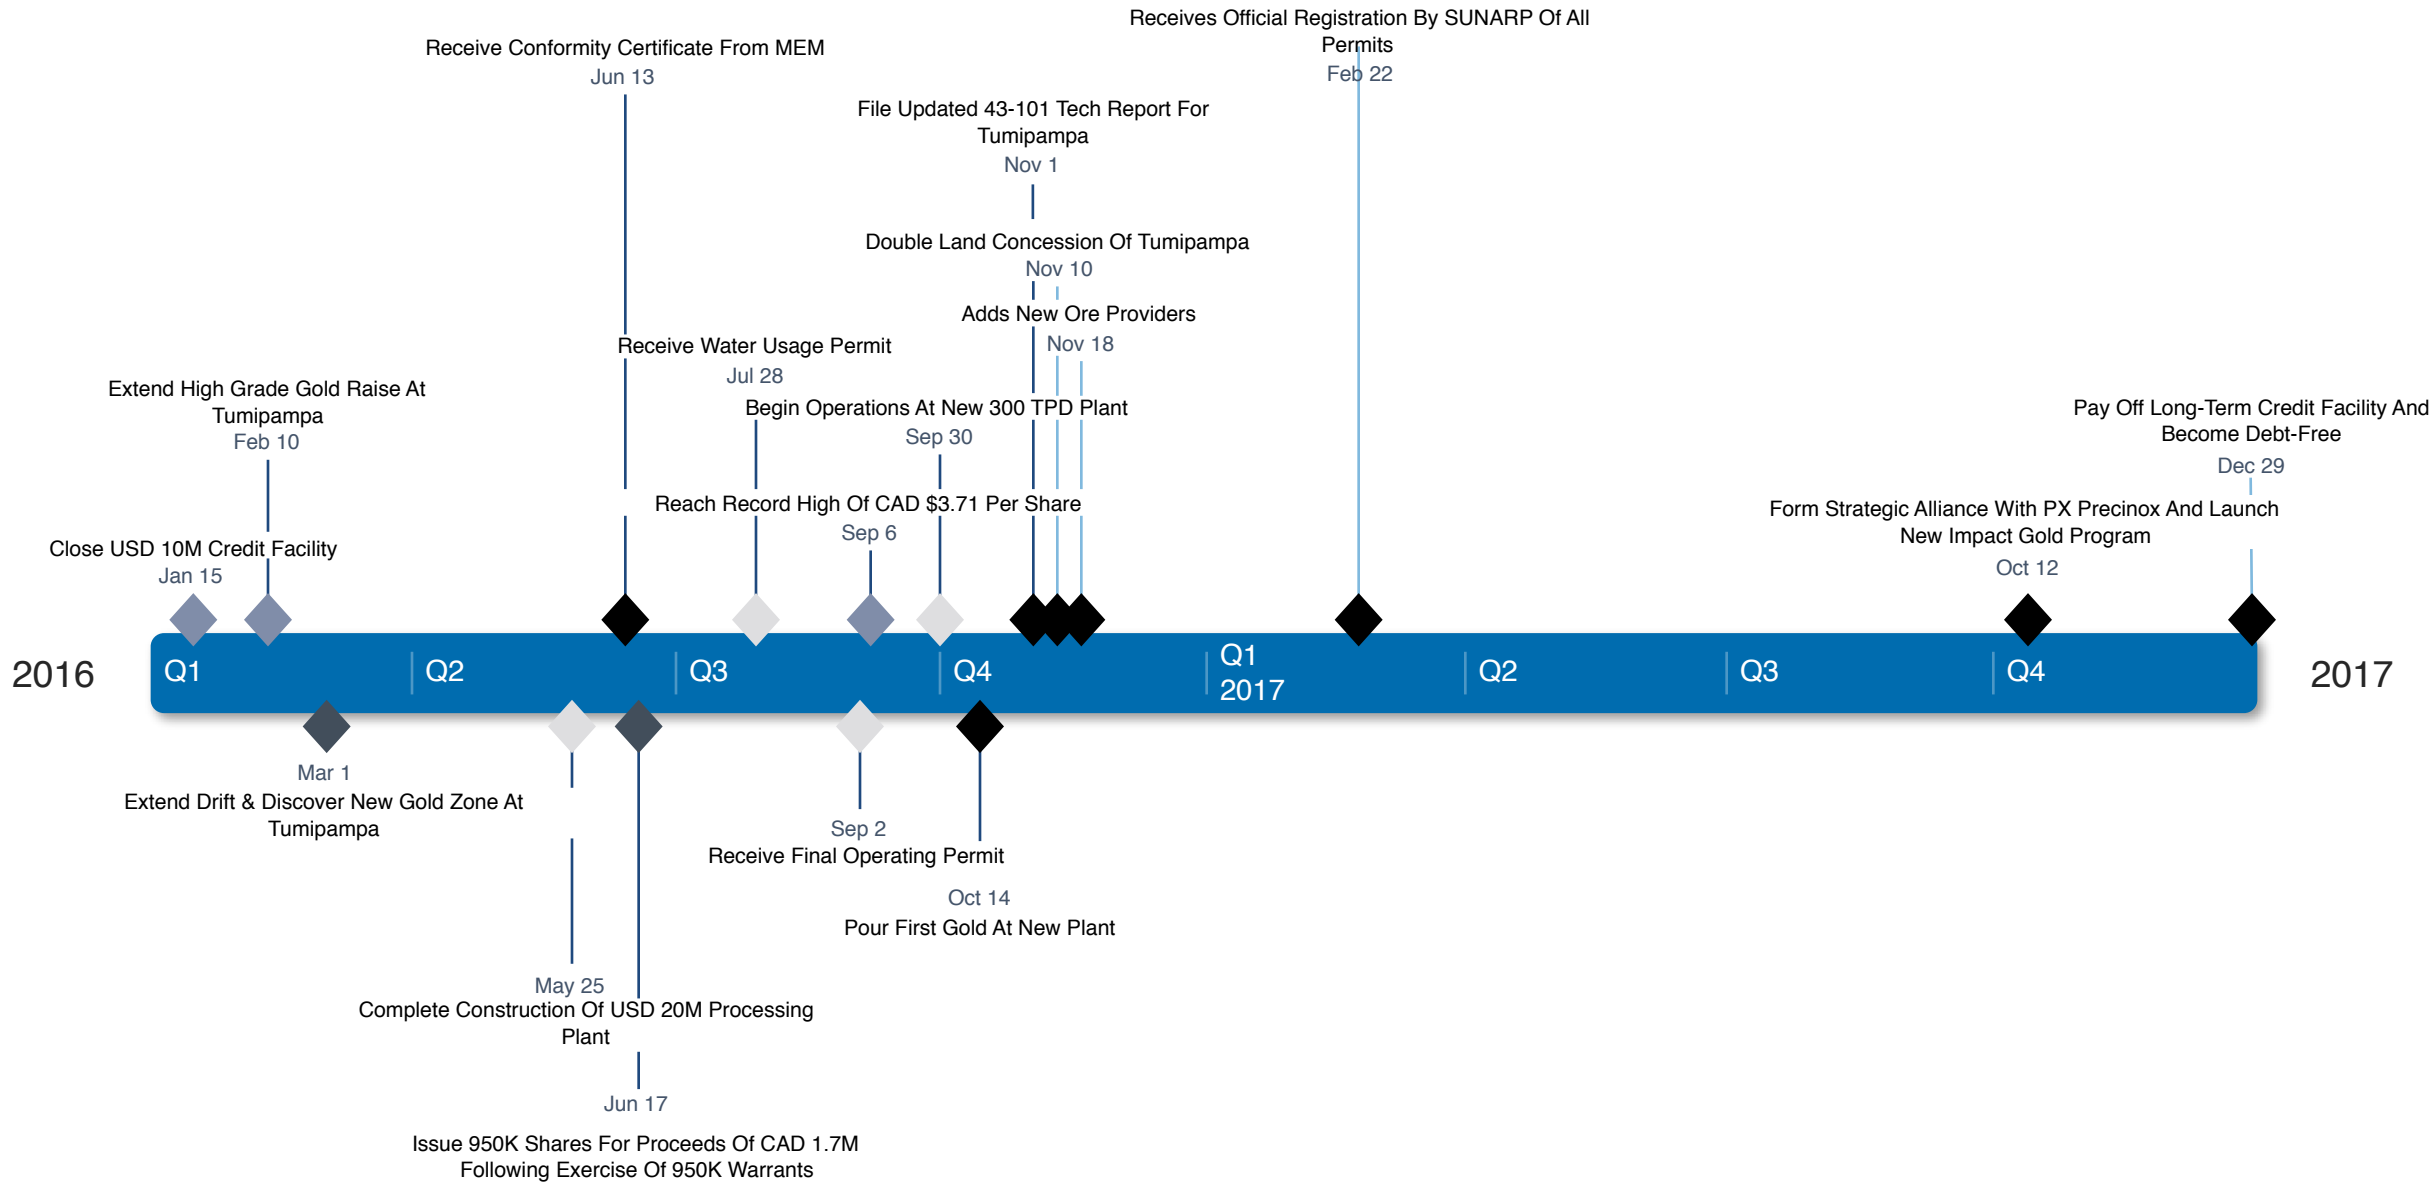 Receives Official Registration By SUNARP Of All
Permits
Feb 22
Receive Conformity Certificate From MEM
Jun 13
File Updated 43-101 Tech Report For
Tumipampa
Nov 1
Double Land Concession Of Tumipampa
Nov 10
Adds New Ore Providers
Nov 18
Receive Water Usage Permit
Jul 28
Extend High Grade Gold Raise At
Tumipampa
Feb 10
Begin Operations At New 300 TPD Plant
Sep 30
Pay Off Long-Term Credit Facility And
Become Debt-Free
Dec 29
Reach Record High Of CAD $3.71 Per Share
Sep 6
Form Strategic Alliance With PX Precinox And Launch
New Impact Gold Program
Oct 12
Close USD 10M Credit Facility
Jan 15
2016
Q1
Q2
Q3
Q4
Q1
2017
Q2
Q3
Q4
2017
Mar 1
Extend Drift & Discover New Gold Zone At
Tumipampa
Sep 2
Receive Final Operating Permit
Oct 14
Pour First Gold At New Plant
May 25
Complete Construction Of USD 20M Processing
Plant
Jun 17
Issue 950K Shares For Proceeds Of CAD 1.7M
Following Exercise Of 950K Warrants